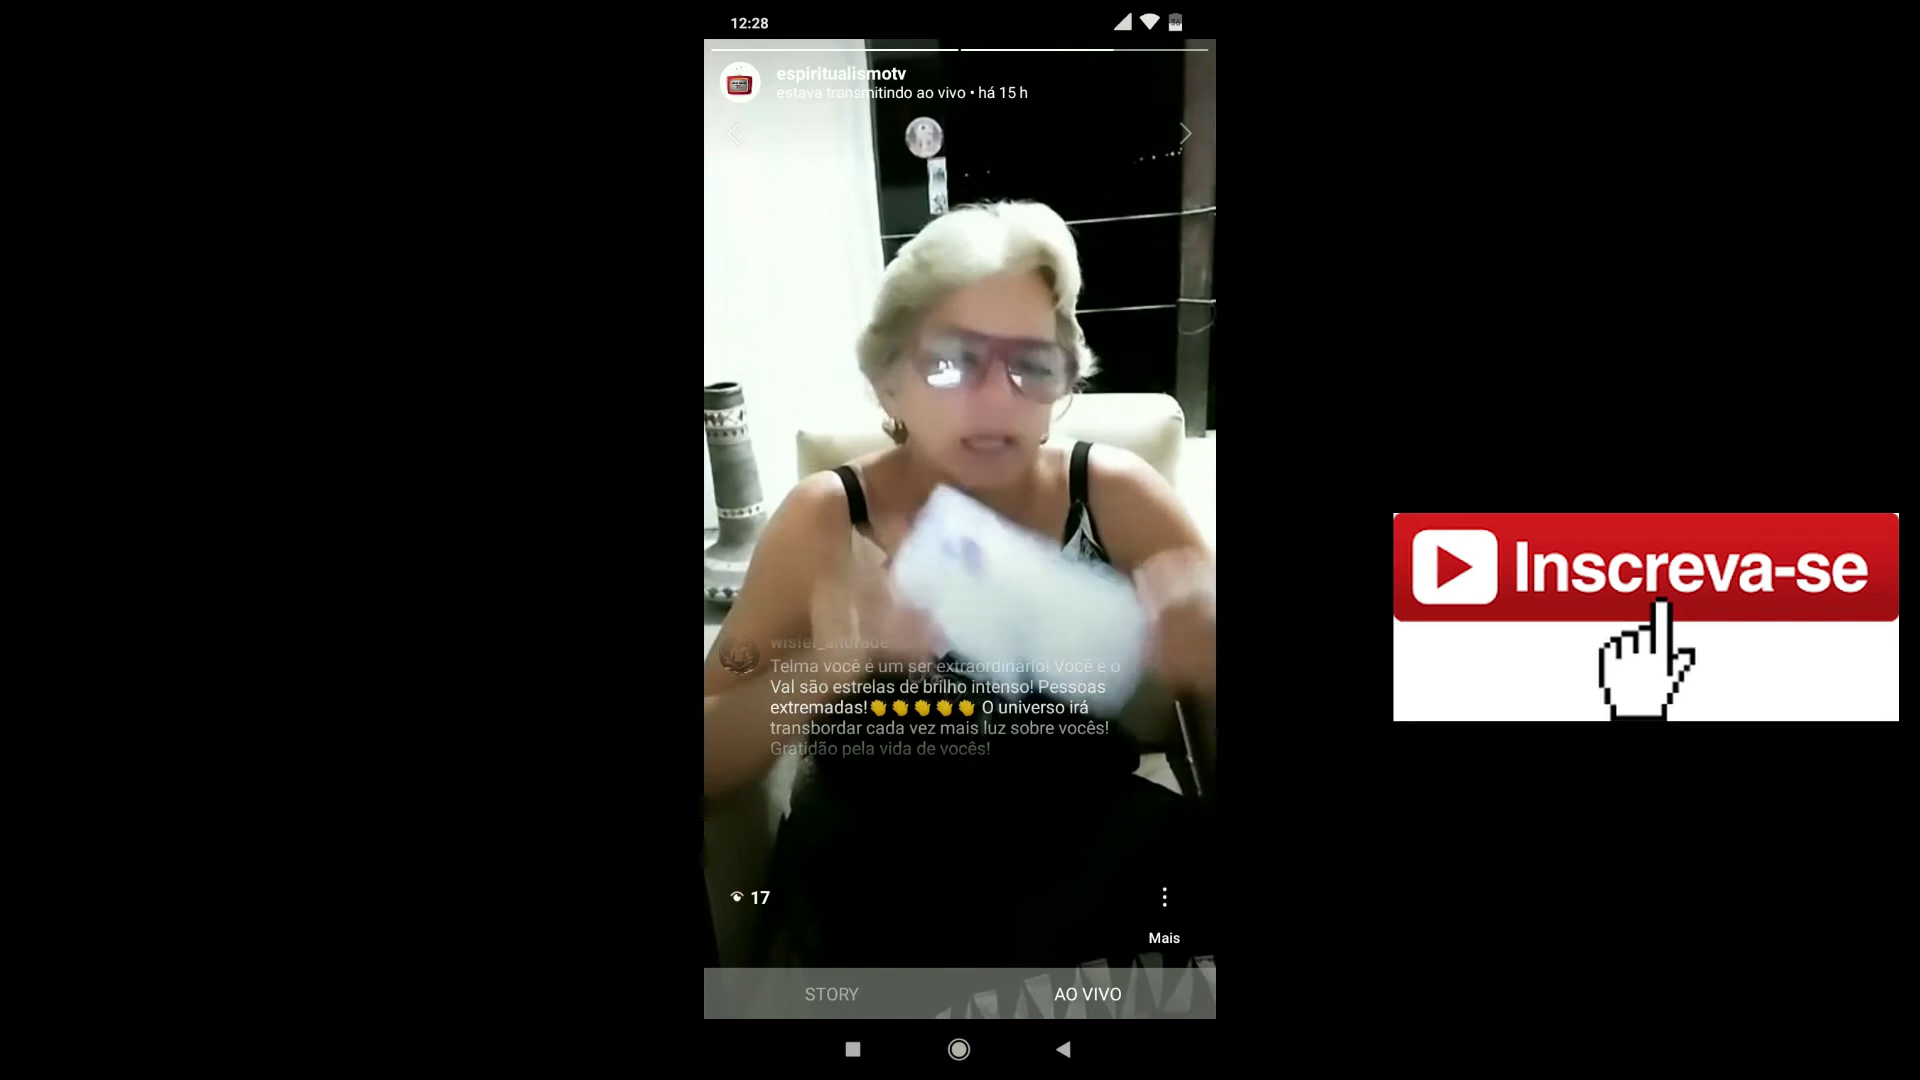 12:28
espiritualismotv
estava transmitindo ao vivo • há 15 h
Telma você é um ser extraordinário! Você e o
Val são estrelas de brilho intenso! Pessoas
extremadas!👏👏👏👏👏 O universo irá
transbordar cada vez mais luz sobre vocês!
Gratidão pela vida de vocês!
17
Mais
STORY
AO VIVO
Inscreva-se